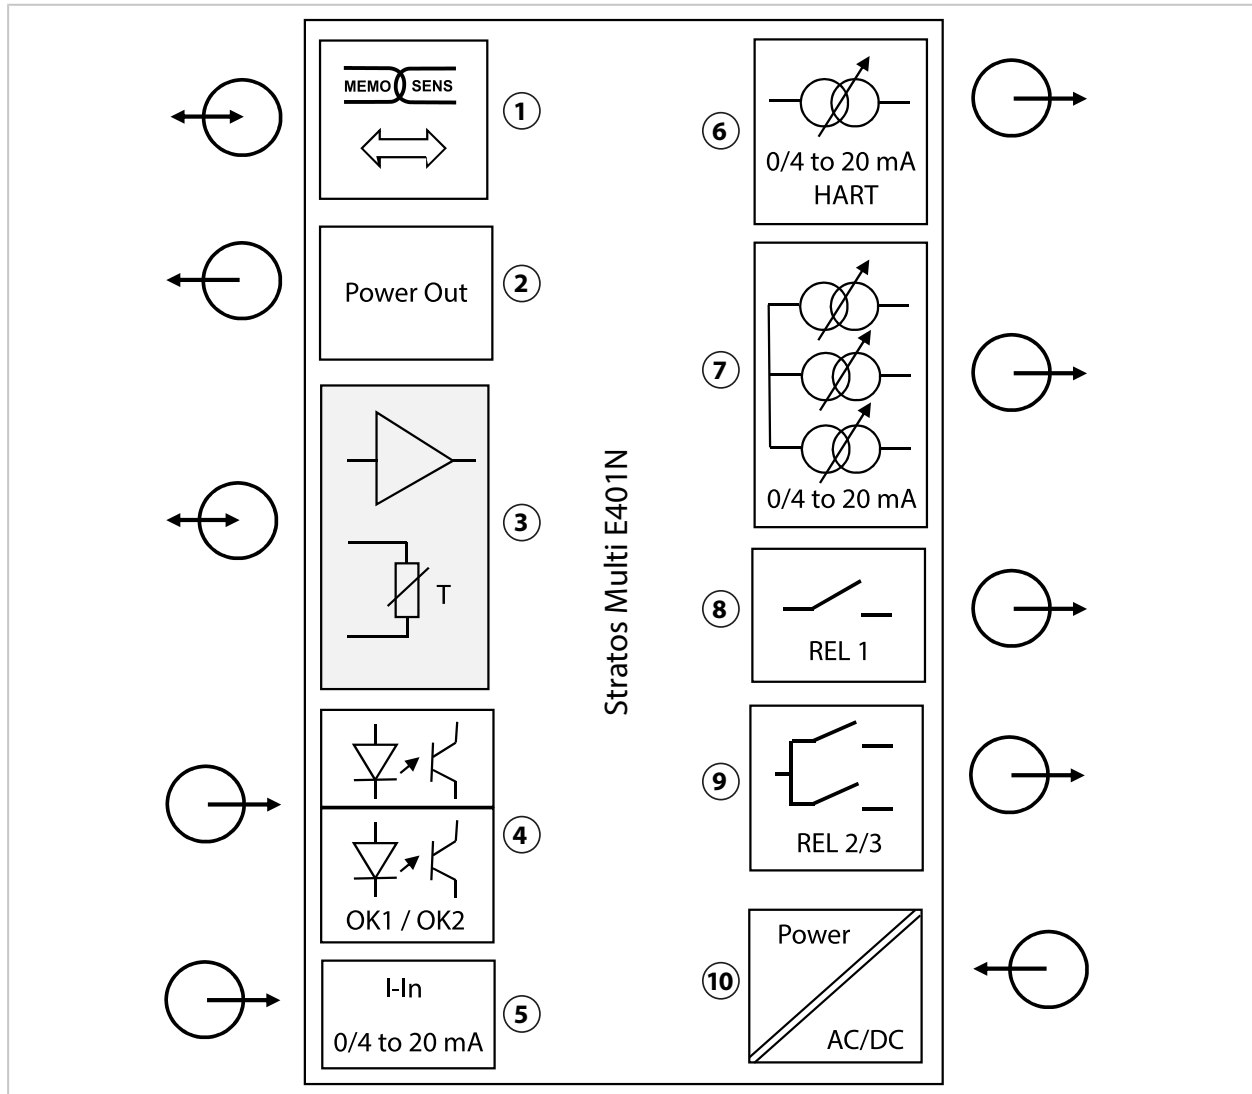 MEMO SENS
1
Power Out
2
3
T
4
OK1 / OK2
I-In
0/4 to 20 mA
5
Stratos Multi E401N
6
0/4 to 20 mA
HART
7
0/4 to 20 mA
8
REL 1
9
REL 2/3
10
Power
AC/DC